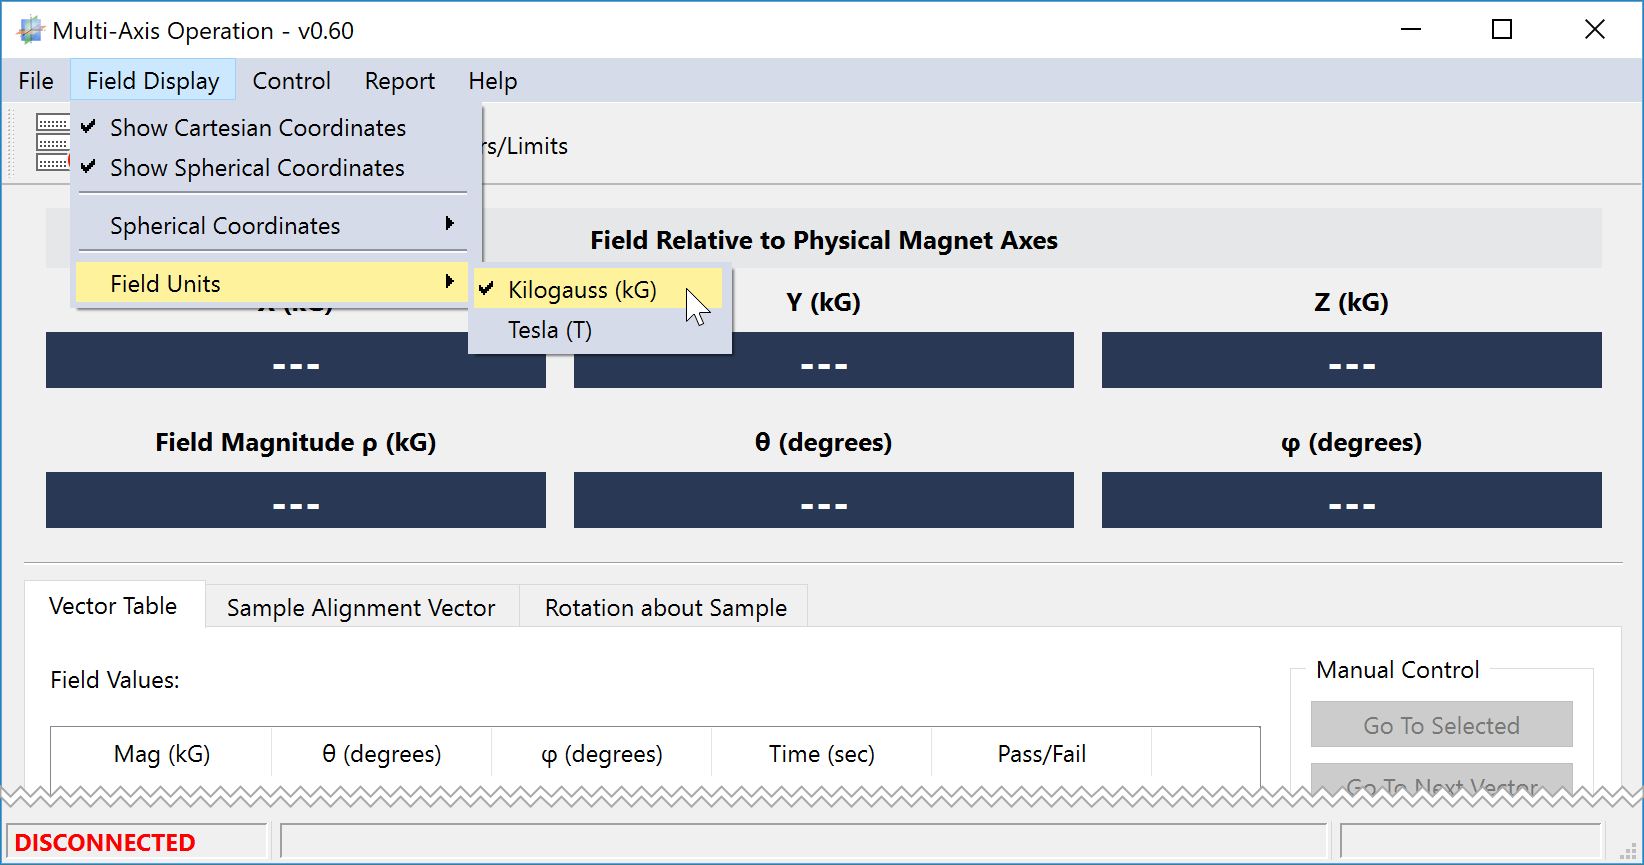 Multi-Axis Operation - v0.60
File Field Display Control Report Help
Show Cartesian Coordinates
rs/Limits
Show Spherical Coordinates
Spherical Coordinates
Field Relative to Physical Magnet Axes
Field Units
Kilogauss (kG)
Tesla (T)
X (kG) Y (kG) Z (kG)
--- --- ---
Field Magnitude ρ (kG) θ (degrees) φ (degrees)
--- --- ---
Vector Table Sample Alignment Vector Rotation about Sample
Field Values:
Manual Control
Go To Selected
Mag (kG) θ (degrees) φ (degrees) Time (sec) Pass/Fail
Go To Next Vector
DISCONNECTED